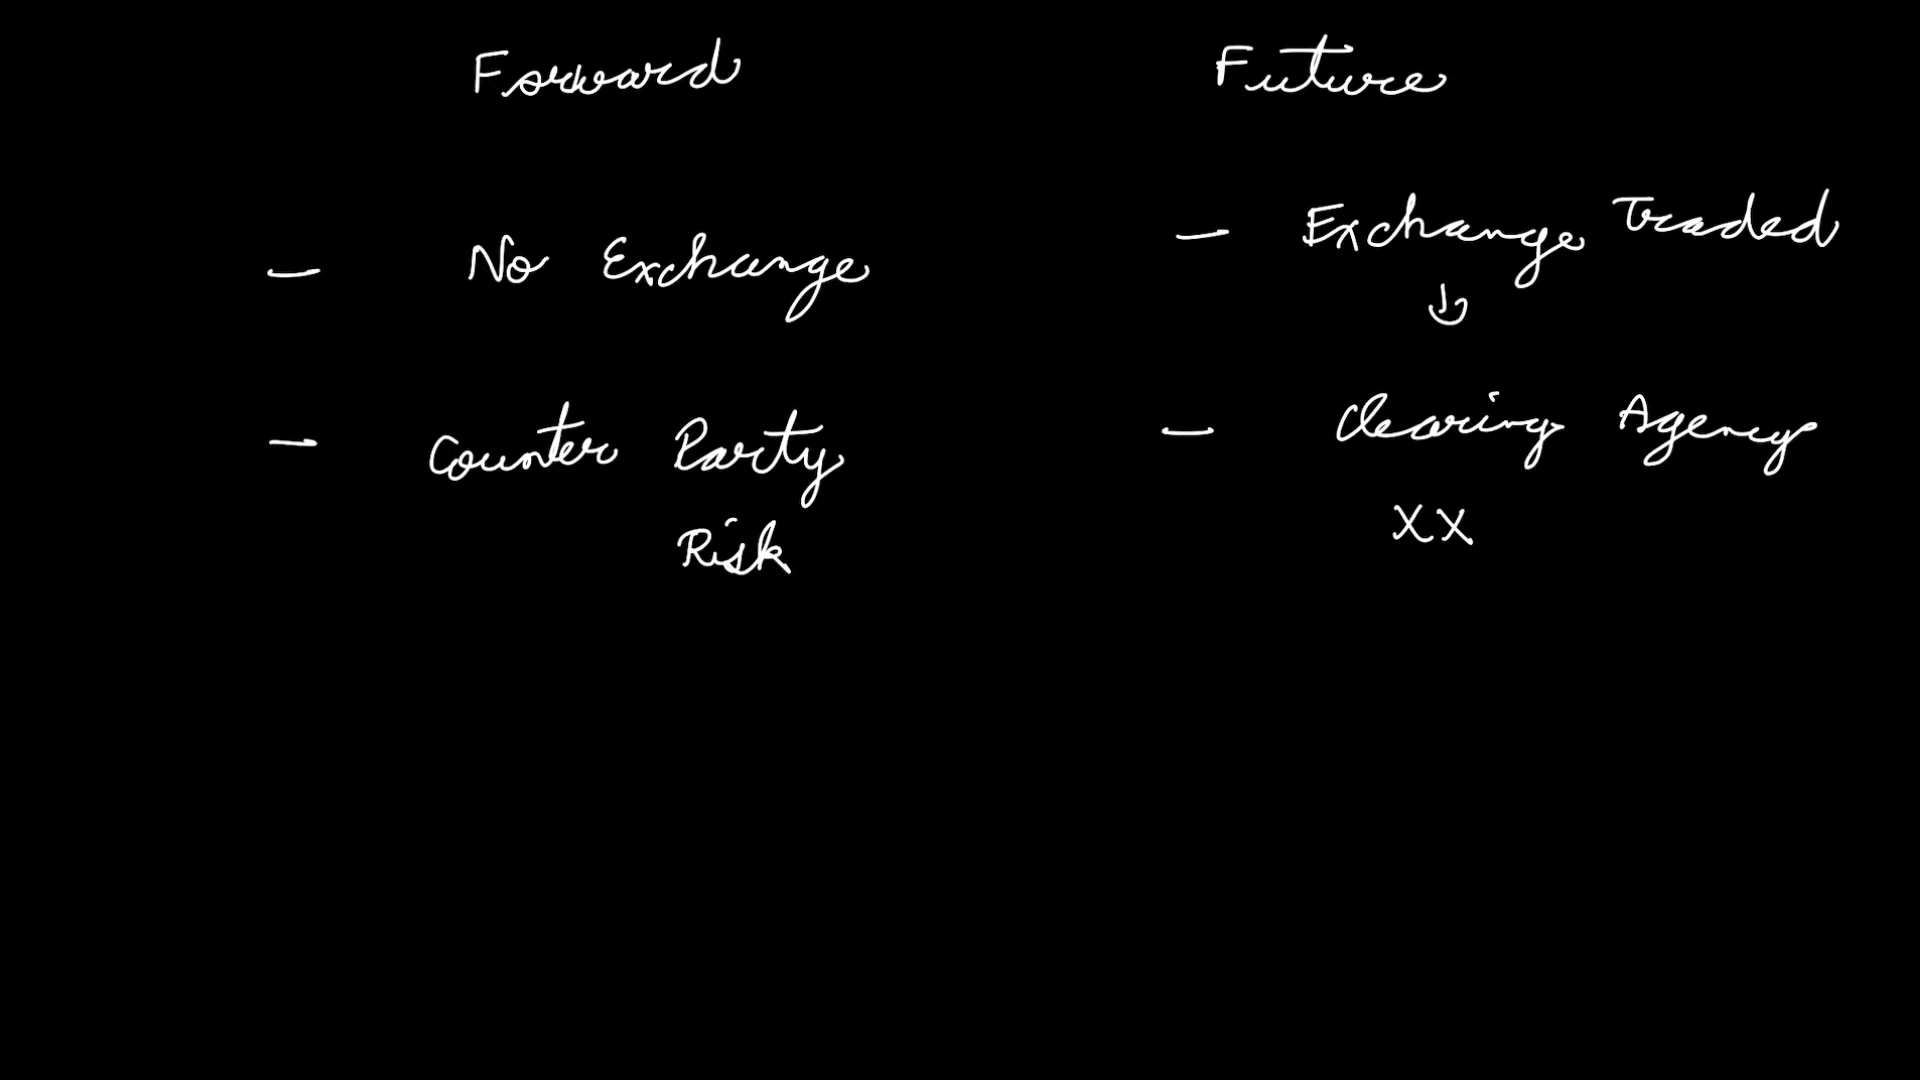 Forward
Future
- No Exchange
- Exchange Traded
↓
- Counter Party
Risk
- Clearing Agency
XX